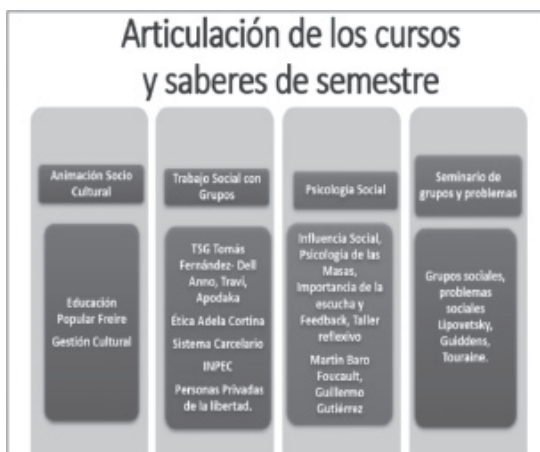 Articulación de los cursos
y saberes de semestre
Animación Socio
Cultural
Educación
Popular Freire
Gestión Cultural
Trabajo Social con
Grupos
TSG Tomás
Fernández- Dell
Anno, Travi,
Apodaka
Ética Adela Cortina
Sistema Carcelario
INPEC
Personas Privadas
de la libertad.
Psicología Social
Influencia Social,
Psicología de las
Masas,
Importancia de la
escucha y
Feedback, Taller
reflexivo
Martin Baro
Foucault,
Guillermo
Gutiérrez
Seminario de
grupos y problemas
Grupos sociales,
problemas
sociales
Lipovetsky,
Guiddens,
Touraine.